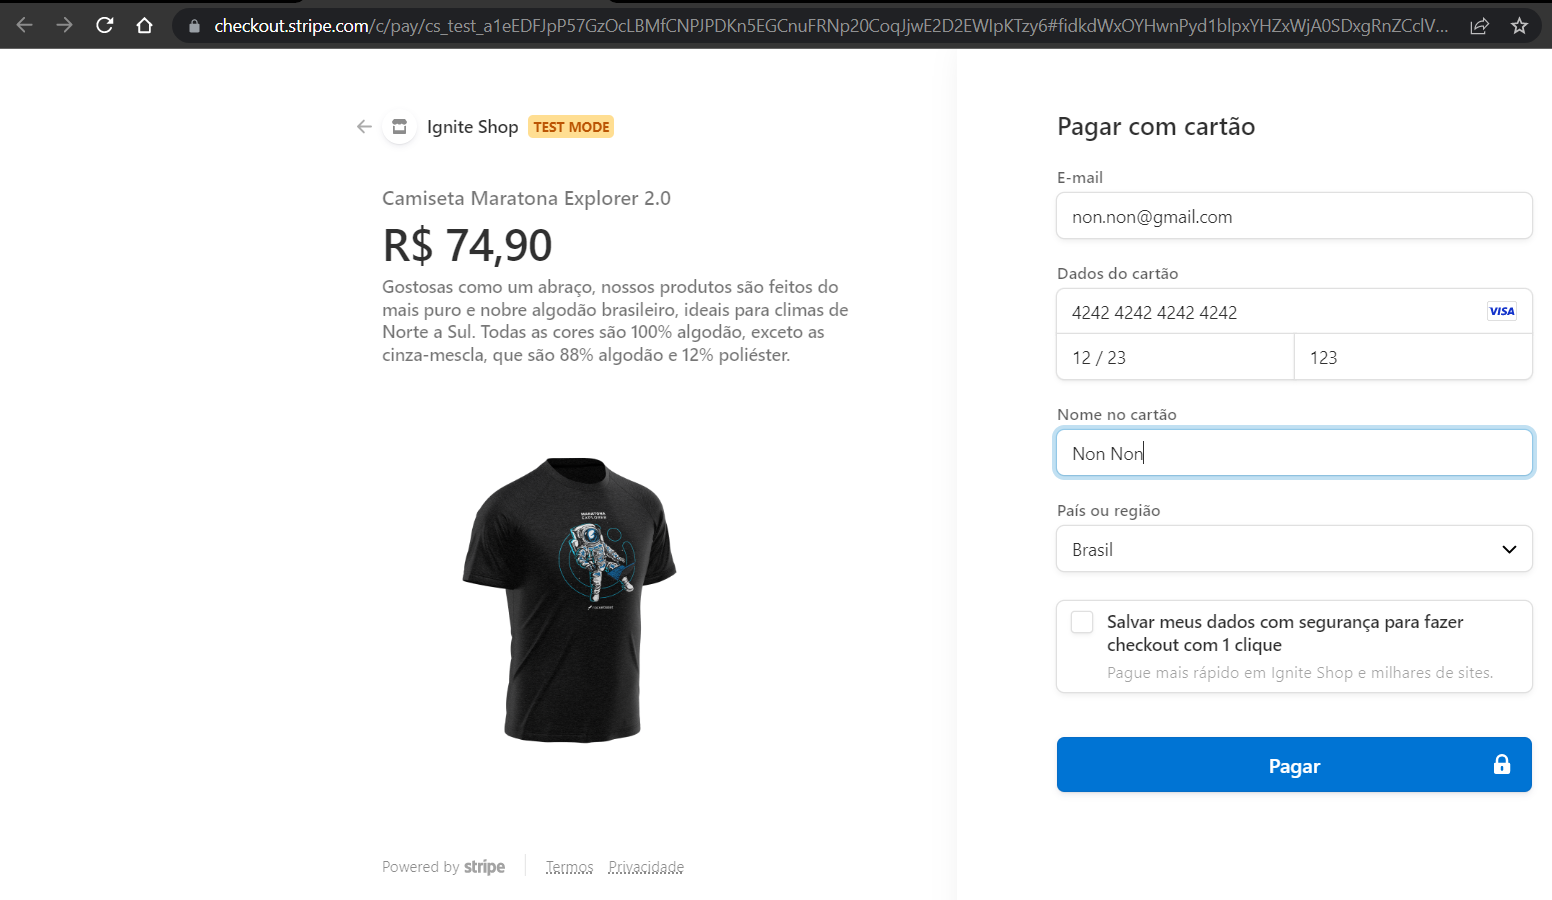 checkout.stripe.com/c/pay/cs_test_a1eEDFJpP57GzOcLBMfCNPJPDKn5EGCnuFRNp20CoqJjwE2D2EWIpKTzy6#fidkdWxOYHwnPyd1blpxYHZxWjA0SDxgRnZCclV...
Ignite Shop TEST MODE
Camiseta Maratona Explorer 2.0
R$ 74,90
Gostosas como um abraço, nossos produtos são feitos do
mais puro e nobre algodão brasileiro, ideais para climas de
Norte a Sul. Todas as cores são 100% algodão, exceto as
cinza-mescla, que são 88% algodão e 12% poliéster.
MARATONA
EXPLORER
Powered by stripe
Termos Privacidade
Pagar com cartão
E-mail
non.non@gmail.com
Dados do cartão
4242 4242 4242 4242 VISA
12 / 23 123
Nome no cartão
Non Non
País ou região
Brasil
Salvar meus dados com segurança para fazer
checkout com 1 clique
Pague mais rápido em Ignite Shop e milhares de sites.
Pagar